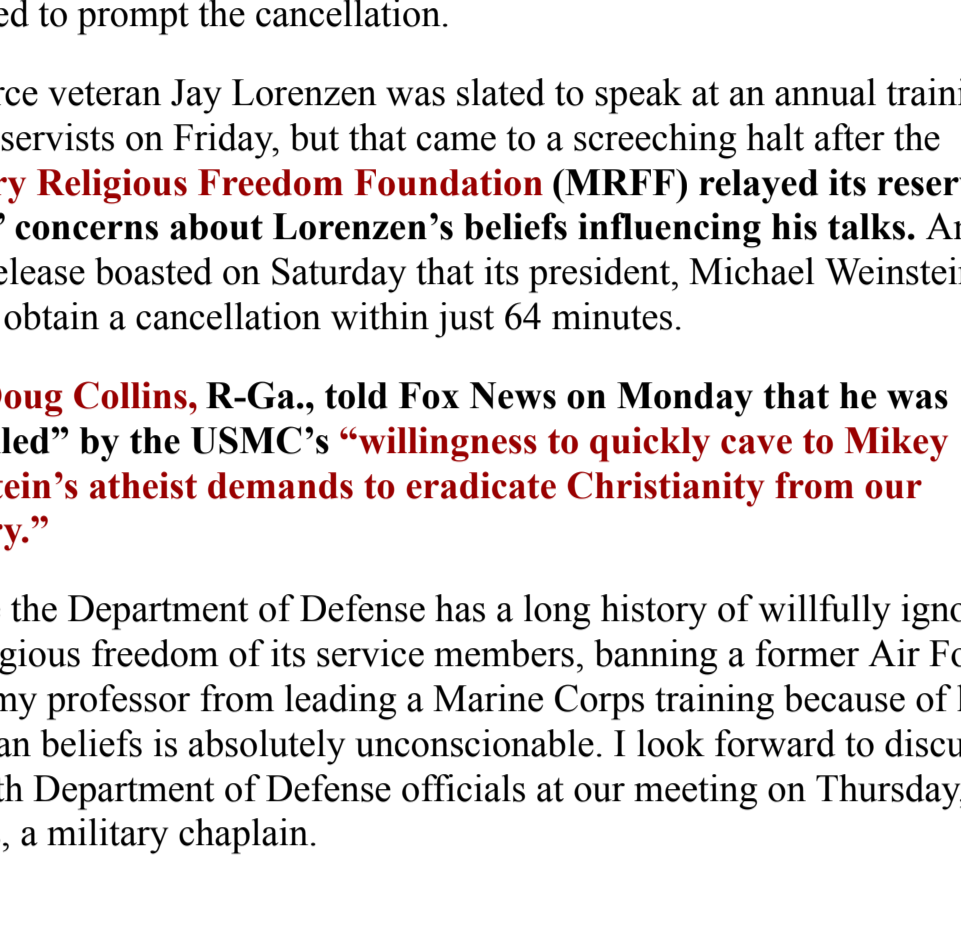 ed to prompt the cancellation.
rce veteran Jay Lorenzen was slated to speak at an annual traini
servists on Friday, but that came to a screeching halt after the
ry Religious Freedom Foundation (MRFF) relayed its reser
’ concerns about Lorenzen’s beliefs influencing his talks. An
elease boasted on Saturday that its president, Michael Weinstein
obtain a cancellation within just 64 minutes.
Doug Collins, R-Ga., told Fox News on Monday that he was
led” by the USMC’s “willingness to quickly cave to Mikey
tein’s atheist demands to eradicate Christianity from our
ry.”
the Department of Defense has a long history of willfully igno
gious freedom of its service members, banning a former Air Fo
my professor from leading a Marine Corps training because of
an beliefs is absolutely unconscionable. I look forward to discu
th Department of Defense officials at our meeting on Thursday,
, a military chaplain.